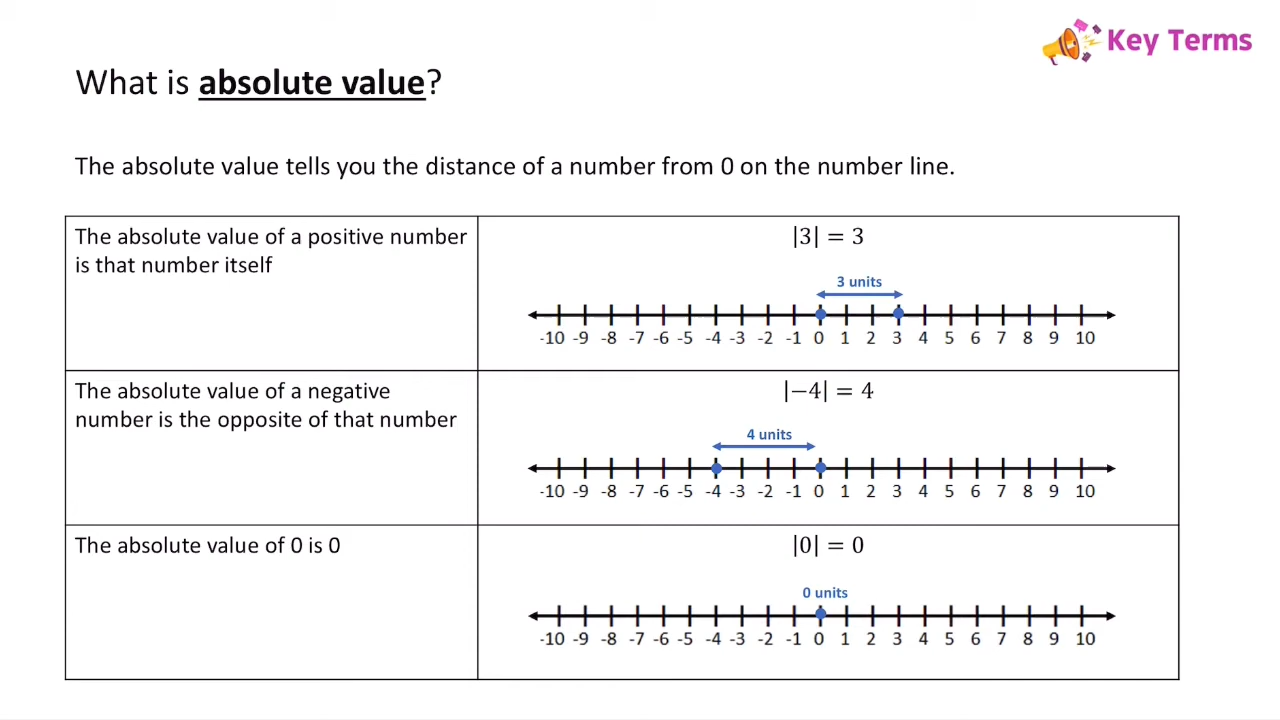 Key Terms
What is absolute value?
The absolute value tells you the distance of a number from 0 on the number line.
The absolute value of a positive number
is that number itself
|3| = 3
3 units
-10 -9 -8 -7 -6 -5 -4 -3 -2 -1 0 1 2 3 4 5 6 7 8 9 10
The absolute value of a negative
number is the opposite of that number
|−4| = 4
4 units
-10 -9 -8 -7 -6 -5 -4 -3 -2 -1 0 1 2 3 4 5 6 7 8 9 10
The absolute value of 0 is 0
|0| = 0
0 units
-10 -9 -8 -7 -6 -5 -4 -3 -2 -1 0 1 2 3 4 5 6 7 8 9 10